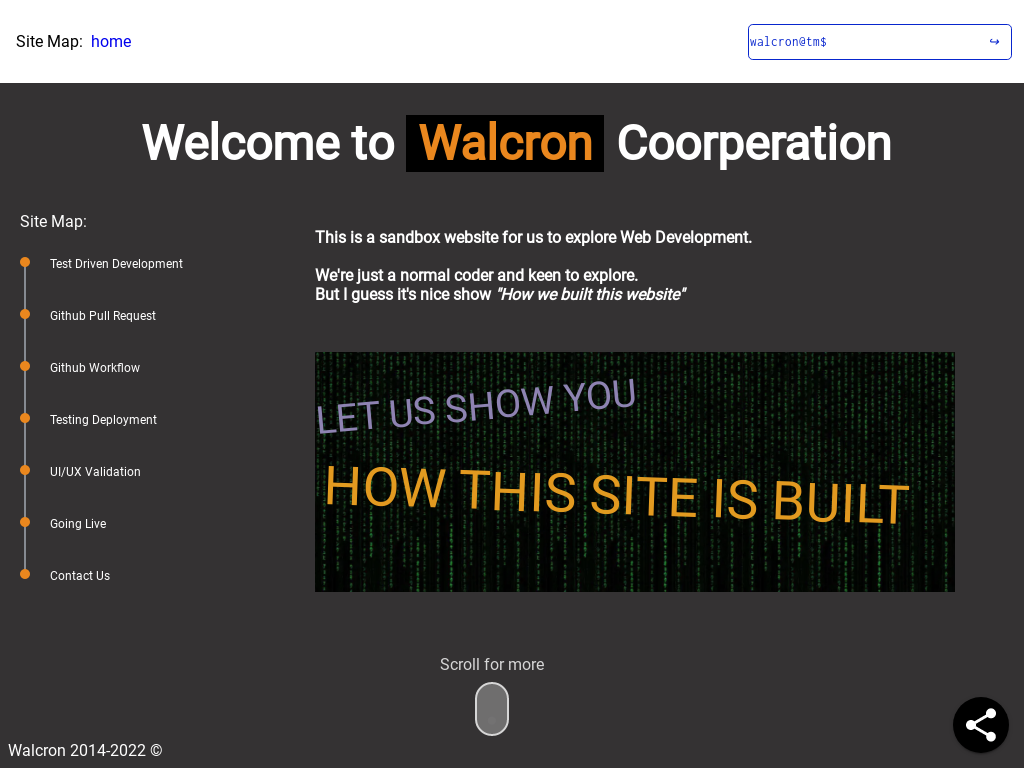 Site Map: home
walcron@tm$ ↪
Welcome to Walcron Coorperation
Site Map:
Test Driven Development
Github Pull Request
Github Workflow
Testing Deployment
UI/UX Validation
Going Live
Contact Us
This is a sandbox website for us to explore Web Development.
We're just a normal coder and keen to explore.
But I guess it's nice show "How we built this website"
LET US SHOW YOU
HOW THIS SITE IS BUILT
Scroll for more
Walcron 2014-2022 ©